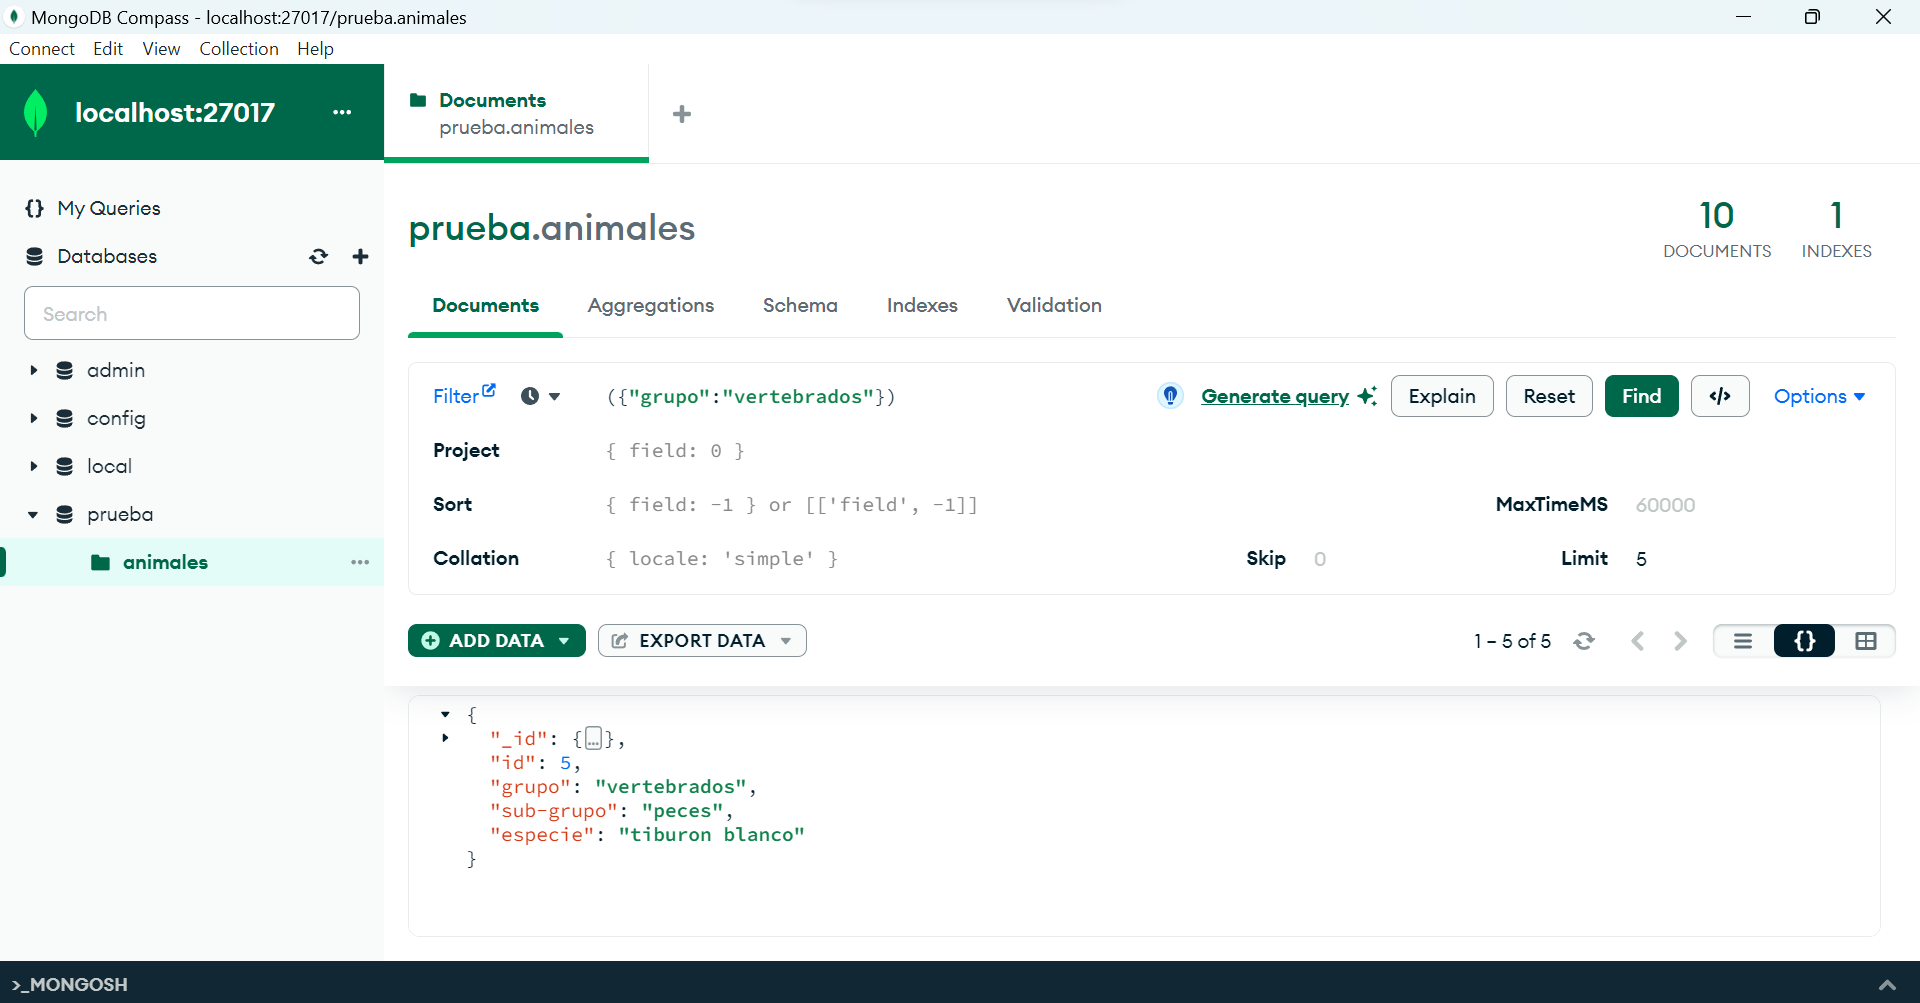 MongoDB Compass - localhost:27017/prueba.animales
Connect Edit View Collection Help
localhost:27017
Documents
prueba.animales
My Queries
Databases
Search
admin
config
local
prueba
animales
prueba.animales
10
DOCUMENTS
1
INDEXES
Documents Aggregations Schema Indexes Validation
Filter ({"grupo":"vertebrados"}) Generate query Explain Reset Find </> Options
Project { field: 0 }
Sort { field: -1 } or [['field', -1]] MaxTimeMS 60000
Collation { locale: 'simple' } Skip 0 Limit 5
ADD DATA EXPORT DATA 1 – 5 of 5 {}
{
"_id": {...},
"id": 5,
"grupo": "vertebrados",
"sub-grupo": "peces",
"especie": "tiburon blanco"
}
>_MONGOSH